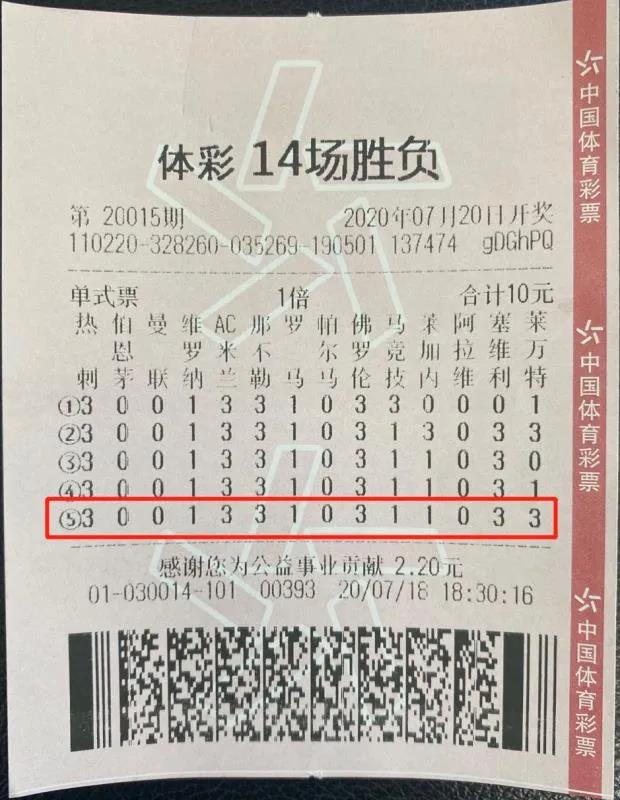 体彩 14场胜负
第 20015期 2020年07月20日开奖
110220-328260-035269-190501 137474 gDGhPQ
单式票 1倍 合计10元
热刺 伯恩茅 曼联 维罗纳 AC米兰 那不勒 罗马 帕尔马 佛罗伦 马竞技 莱加内 阿拉维 塞维利 莱万特
①3 0 0 1 3 3 1 0 3 3 0 0 0 1
②3 0 0 1 3 3 1 0 3 1 3 0 3 3
③3 0 0 1 3 3 1 0 3 1 1 0 3 0
④3 0 0 1 3 3 1 0 3 1 1 0 3 1
⑤3 0 0 1 3 3 1 0 3 1 1 0 3 3
感谢您为公益事业贡献 2.20元
01-030014-101 00393 20/07/18 18:30:16
中国体育彩票
中国体育彩票
中国体育彩票